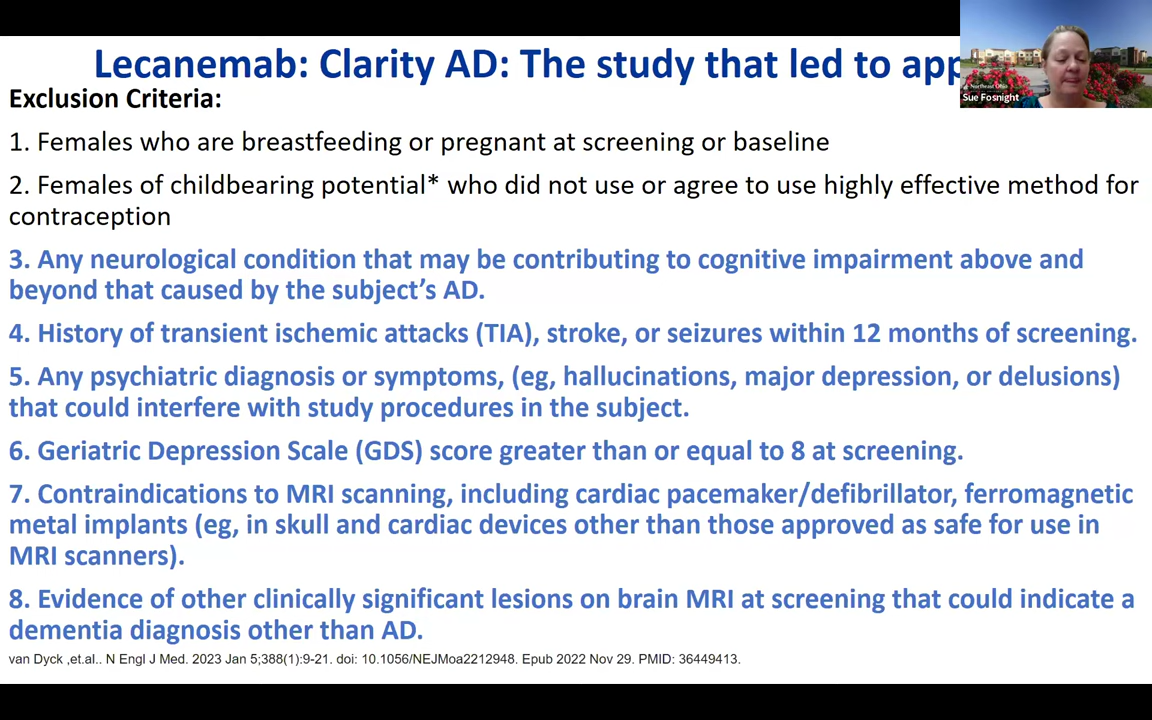 Lecanemab: Clarity AD: The study that led to app
Exclusion Criteria:
1. Females who are breastfeeding or pregnant at screening or baseline
2. Females of childbearing potential* who did not use or agree to use highly effective method for
contraception
3. Any neurological condition that may be contributing to cognitive impairment above and
beyond that caused by the subject’s AD.
4. History of transient ischemic attacks (TIA), stroke, or seizures within 12 months of screening.
5. Any psychiatric diagnosis or symptoms, (eg, hallucinations, major depression, or delusions)
that could interfere with study procedures in the subject.
6. Geriatric Depression Scale (GDS) score greater than or equal to 8 at screening.
7. Contraindications to MRI scanning, including cardiac pacemaker/defibrillator, ferromagnetic
metal implants (eg, in skull and cardiac devices other than those approved as safe for use in
MRI scanners).
8. Evidence of other clinically significant lesions on brain MRI at screening that could indicate a
dementia diagnosis other than AD.
van Dyck ,et.al.. N Engl J Med. 2023 Jan 5;388(1):9-21. doi: 10.1056/NEJMoa2212948. Epub 2022 Nov 29. PMID: 36449413.
Northeast Ohio
Sue Fosnight